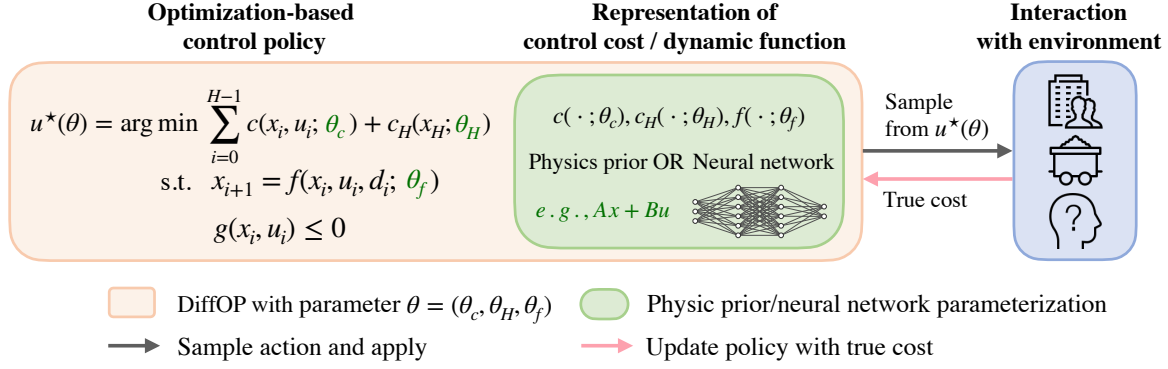 Optimization-based
control policy
Representation of
control cost / dynamic function
Interaction
with environment
u⋆(θ) = arg min ∑_{i=0}^{H−1} c(x_i, u_i; θ_c) + c_H(x_H; θ_H)
s.t. x_{i+1} = f(x_i, u_i, d_i; θ_f)
g(x_i, u_i) ≤ 0
c( · ; θ_c), c_H( · ; θ_H), f( · ; θ_f)
Physics prior OR Neural network
e . g . , Ax + Bu
Sample
from u⋆(θ)
True cost
?
DiffOP with parameter θ = (θ_c, θ_H, θ_f)
Physic prior/neural network parameterization
Sample action and apply
Update policy with true cost